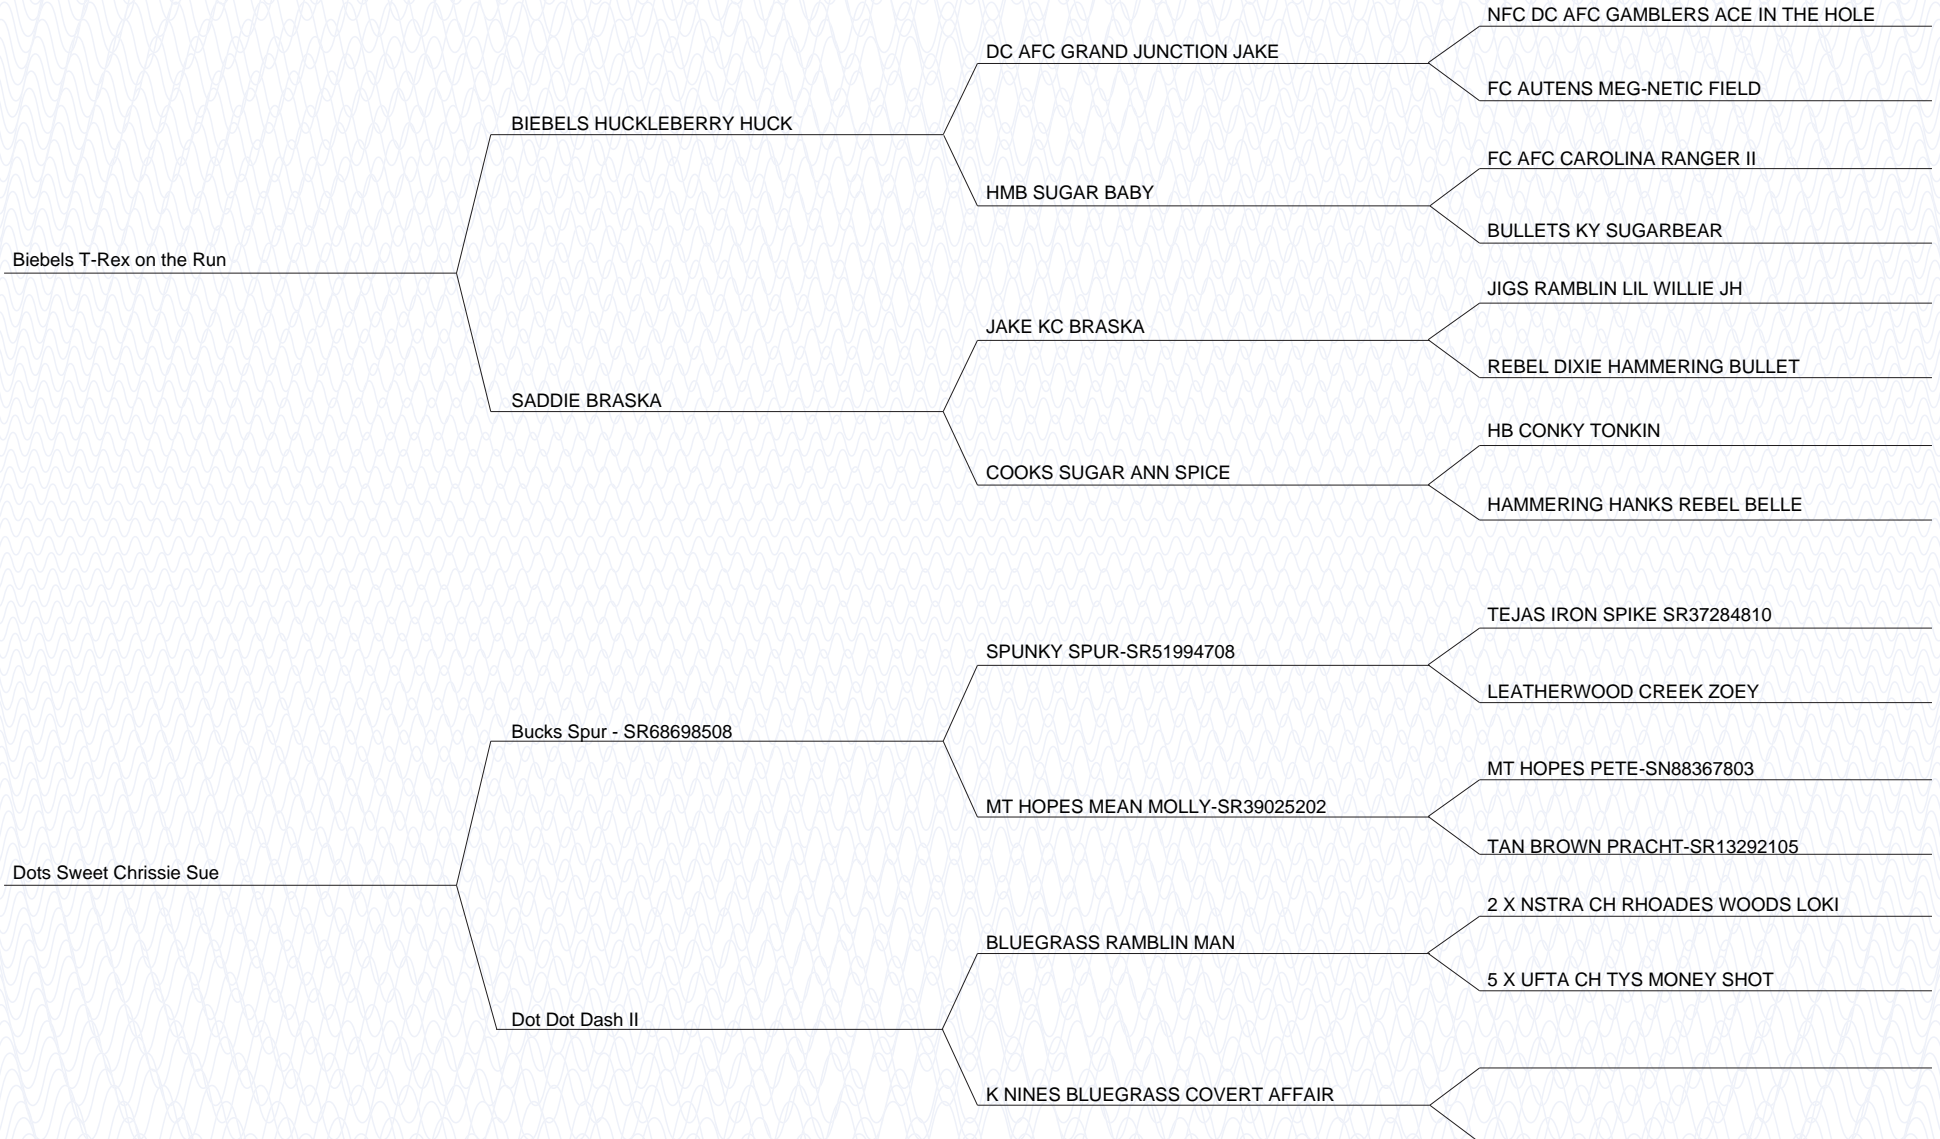 NFC DC AFC GAMBLERS ACE IN THE HOLE
DC AFC GRAND JUNCTION JAKE
FC AUTENS MEG-NETIC FIELD
BIEBELS HUCKLEBERRY HUCK
FC AFC CAROLINA RANGER II
HMB SUGAR BABY
BULLETS KY SUGARBEAR
Biebels T-Rex on the Run
JIGS RAMBLIN LIL WILLIE JH
JAKE KC BRASKA
REBEL DIXIE HAMMERING BULLET
SADDIE BRASKA
HB CONKY TONKIN
COOKS SUGAR ANN SPICE
HAMMERING HANKS REBEL BELLE
TEJAS IRON SPIKE SR37284810
SPUNKY SPUR-SR51994708
LEATHERWOOD CREEK ZOEY
Bucks Spur - SR68698508
MT HOPES PETE-SN88367803
MT HOPES MEAN MOLLY-SR39025202
TAN BROWN PRACHT-SR13292105
Dots Sweet Chrissie Sue
2 X NSTRA CH RHOADES WOODS LOKI
BLUEGRASS RAMBLIN MAN
5 X UFTA CH TYS MONEY SHOT
Dot Dot Dash II
K NINES BLUEGRASS COVERT AFFAIR